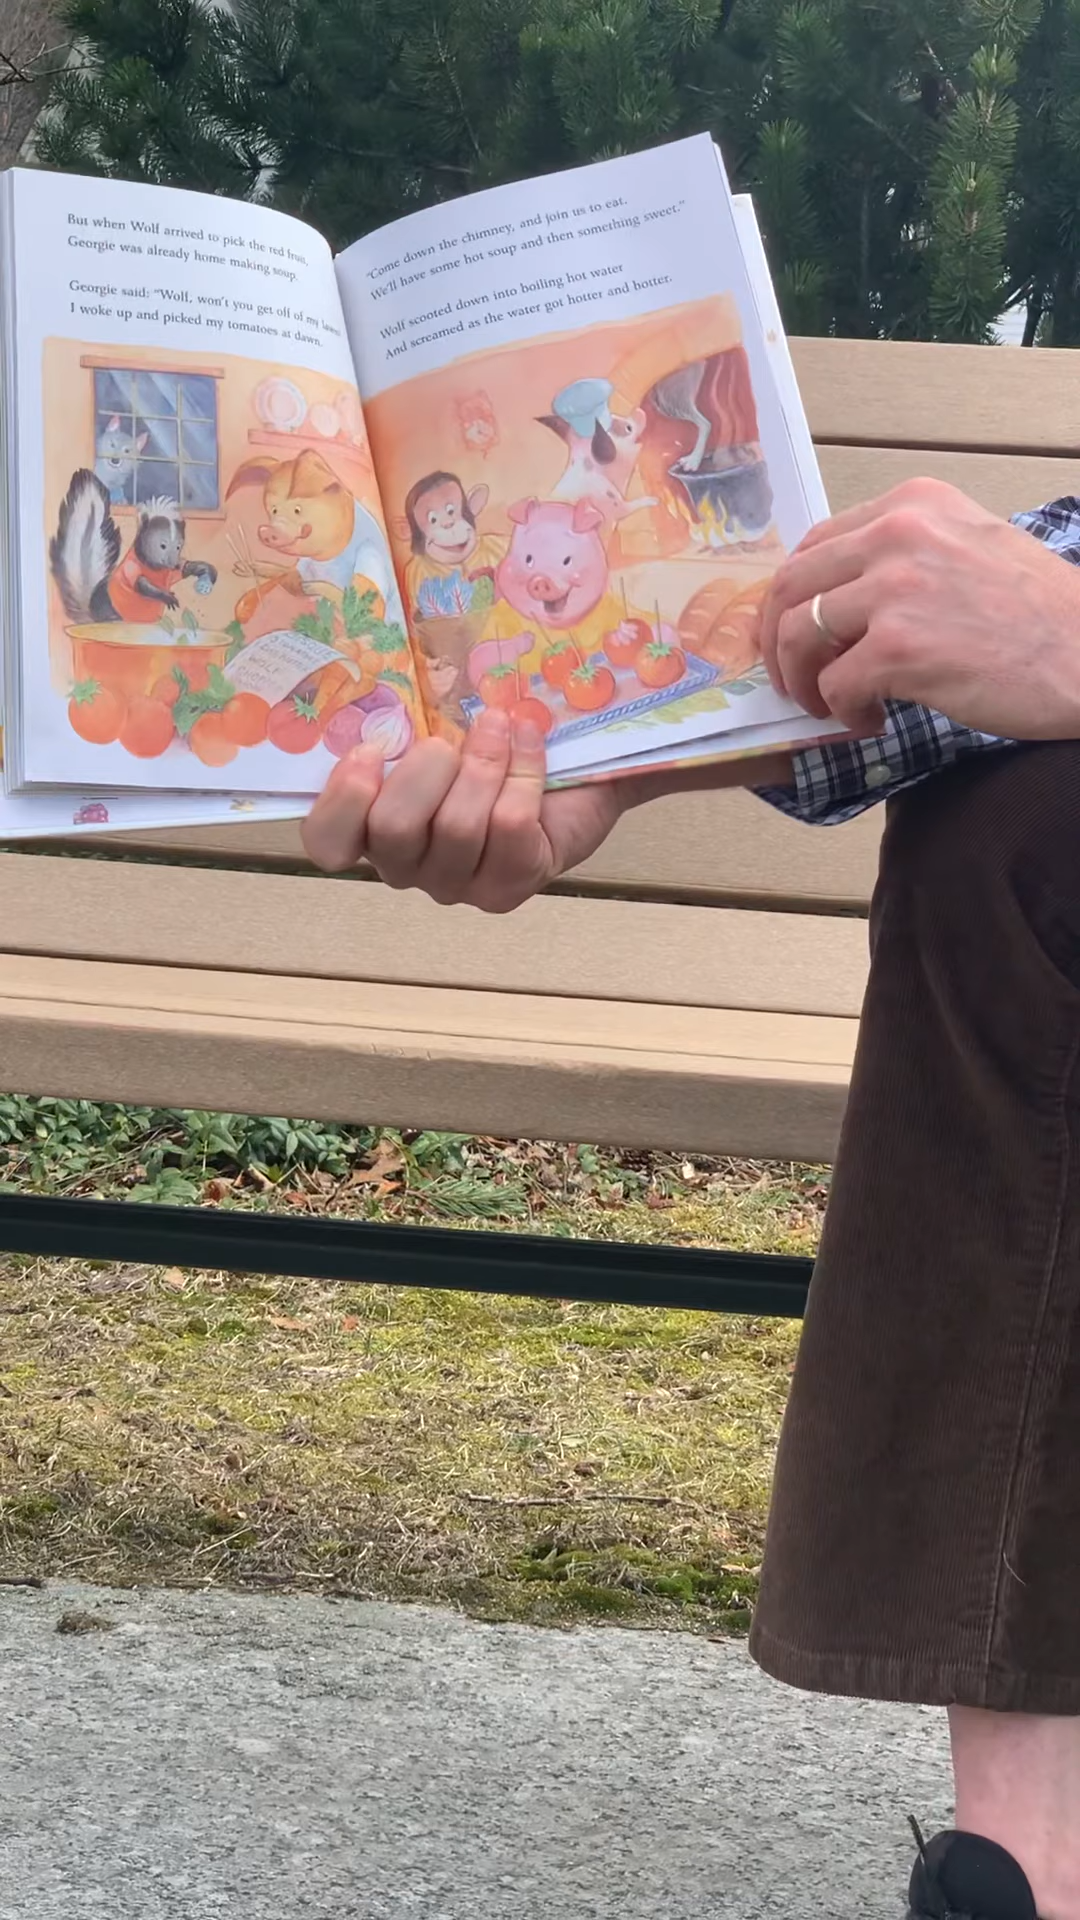 But when Wolf arrived to pick the red fruit,
Georgie was already home making soup.
Georgie said: "Wolf, won't you get off of my lawn!
I woke up and picked my tomatoes at dawn.
"Come down the chimney, and join us to eat.
We'll have some hot soup and then something sweet."
Wolf scooted down into boiling hot water
And screamed as the water got hotter and hotter.
WOLF